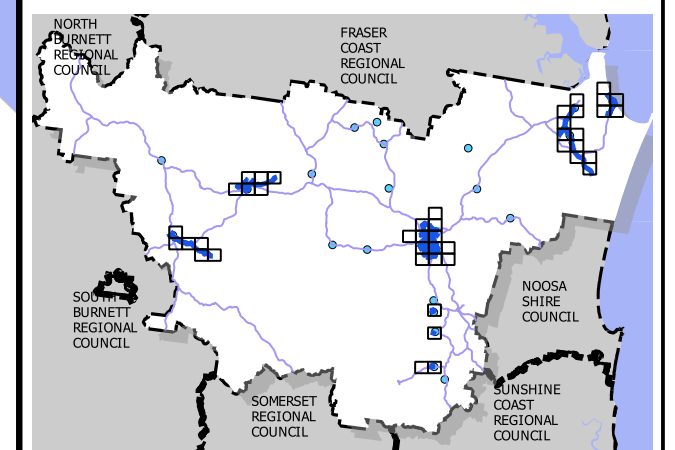 NORTH
BURNETT
REGIONAL
COUNCIL
FRASER
COAST
REGIONAL
COUNCIL
SOUTH
BURNETT
REGIONAL
COUNCIL
NOOSA
SHIRE
COUNCIL
SOMERSET
REGIONAL
COUNCIL
SUNSHINE
COAST
REGIONAL
COUNCIL